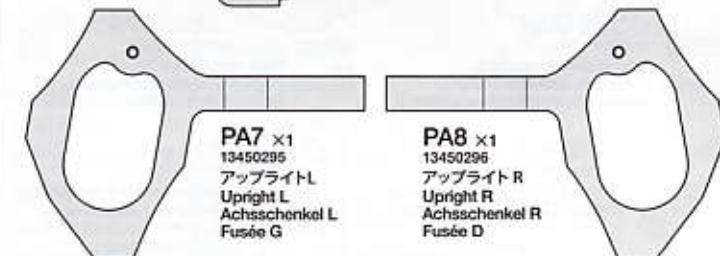 PA7 ×1
13450295
アップライトL
Upright L
Achsschenkel L
Fusée G
PA8 ×1
13450296
アップライト R
Upright R
Achsschenkel R
Fusée D